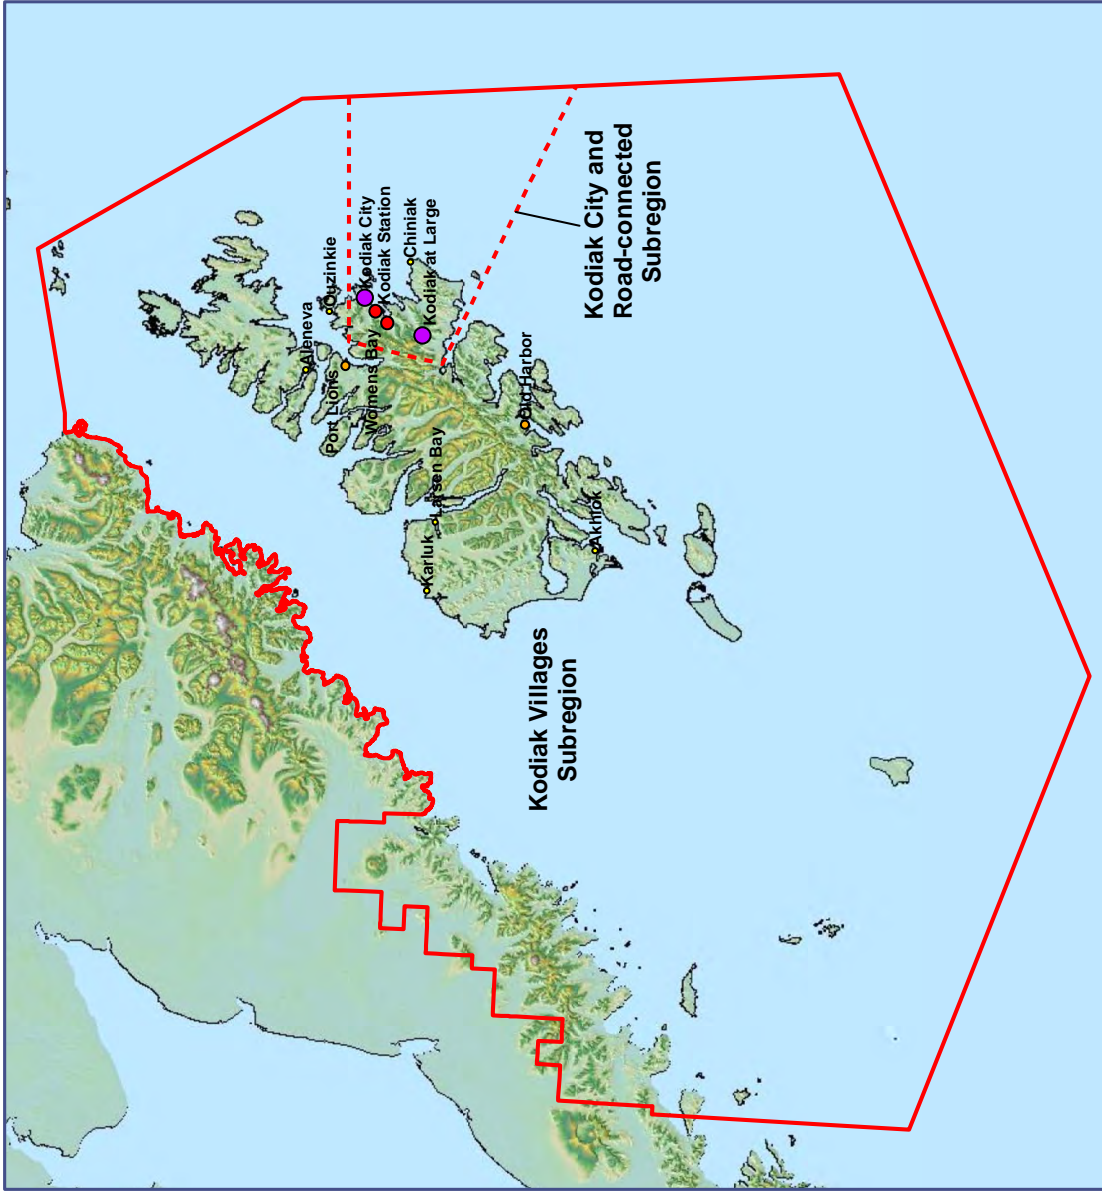 Ouzinkie
Kodiak City
Kodiak Station
Chiniak
Kodiak at Large
Aleneva
Port Lions
Womens Bay
Larsen Bay
Karluk
Old Harbor
Akhiok
Kodiak City and
Road-connected
Subregion
Kodiak Villages
Subregion